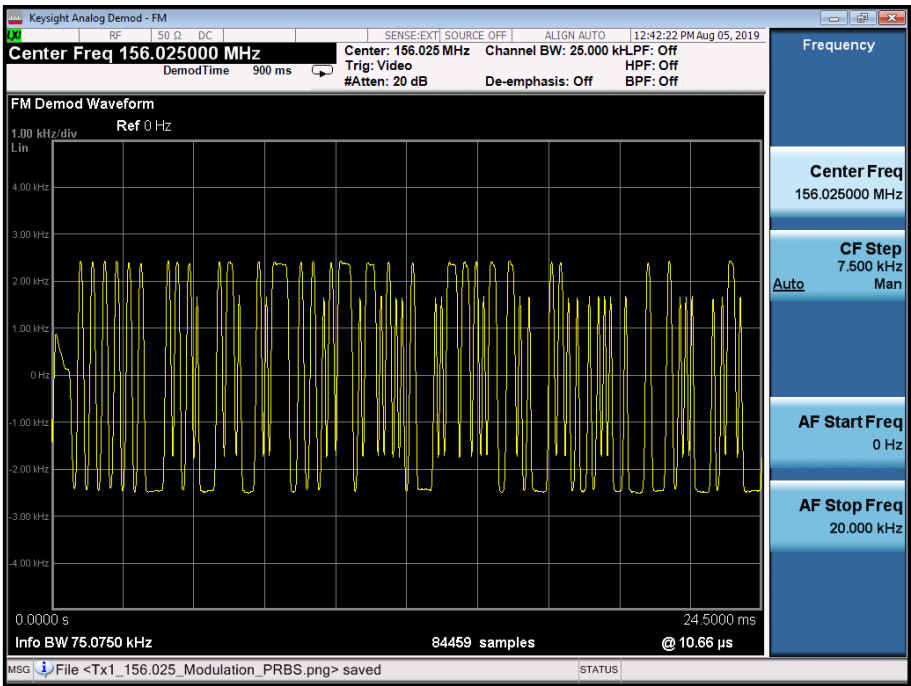 Keysight Analog Demod - FM
LXI RF 50 Ω DC SENSE:EXT SOURCE OFF ALIGN AUTO 12:42:22 PM Aug 05, 2019
Center Freq 156.025000 MHz
Center: 156.025 MHz Channel BW: 25.000 kHLPF: Off
DemodTime 900 ms Trig: Video HPF: Off
#Atten: 20 dB De-emphasis: Off BPF: Off
Frequency
FM Demod Waveform
Ref 0 Hz
1.00 kHz/div
Lin
4.00 kHz
3.00 kHz
2.00 kHz
1.00 kHz
0 Hz
-1.00 kHz
-2.00 kHz
-3.00 kHz
-4.00 kHz
0.0000 s 24.5000 ms
Info BW 75.0750 kHz 84459 samples @ 10.66 µs
Center Freq
156.025000 MHz
CF Step
7.500 kHz
Auto Man
AF Start Freq
0 Hz
AF Stop Freq
20.000 kHz
MSG File <Tx1_156.025_Modulation_PRBS.png> saved STATUS